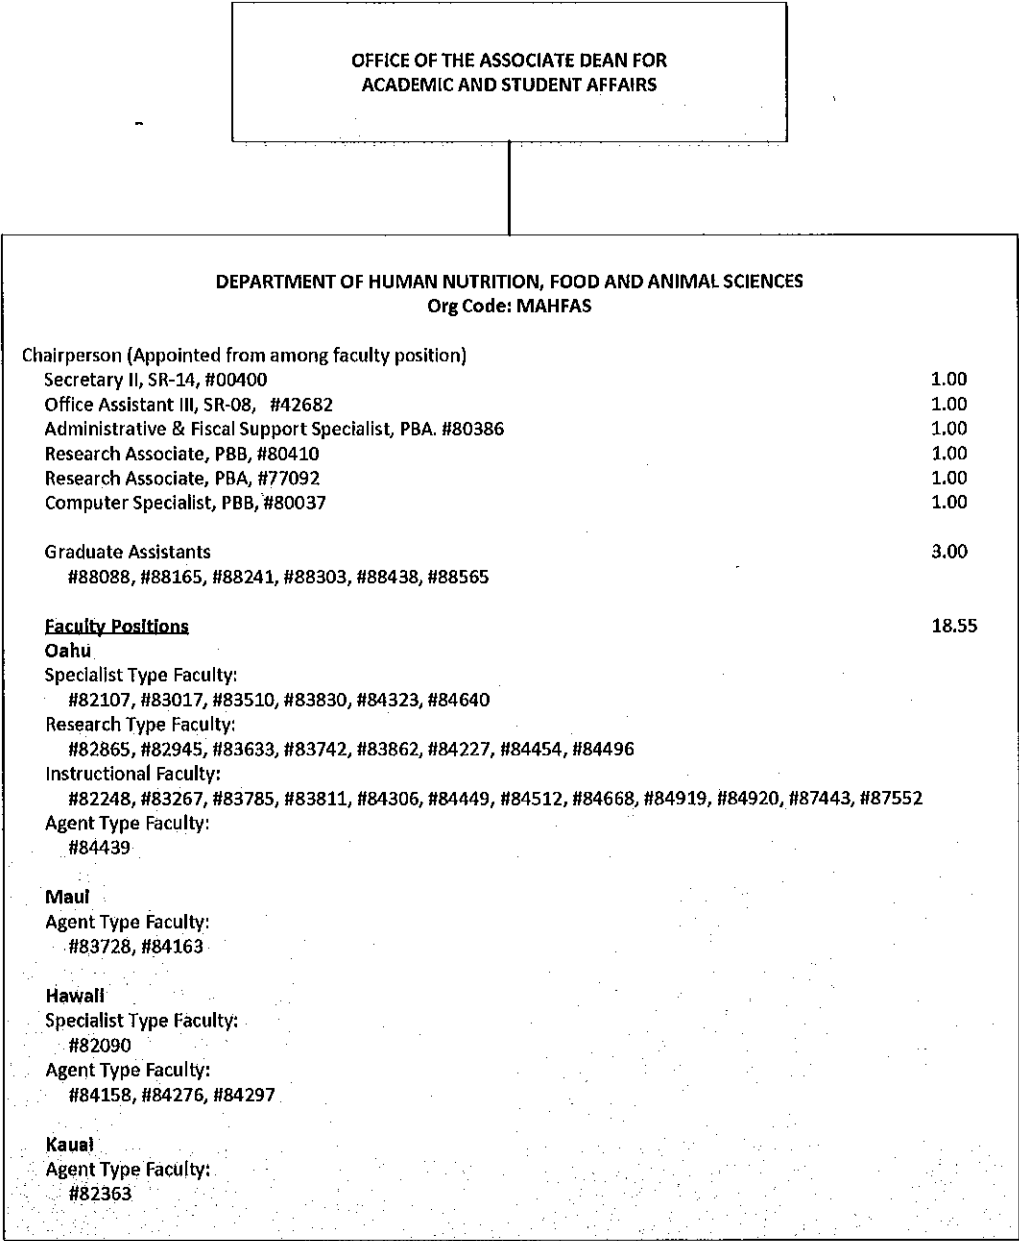 OFFICE OF THE ASSOCIATE DEAN FOR
ACADEMIC AND STUDENT AFFAIRS
DEPARTMENT OF HUMAN NUTRITION, FOOD AND ANIMAL SCIENCES
Org Code: MAHFAS
Chairperson (Appointed from among faculty position)
Secretary II, SR-14, #00400 1.00
Office Assistant III, SR-08, #42682 1.00
Administrative & Fiscal Support Specialist, PBA. #80386 1.00
Research Associate, PBB, #80410 1.00
Research Associate, PBA, #77092 1.00
Computer Specialist, PBB, #80037 1.00
Graduate Assistants 3.00
#88088, #88165, #88241, #88303, #88438, #88565
Faculty Positions 18.55
Oahu
Specialist Type Faculty:
#82107, #83017, #83510, #83830, #84323, #84640
Research Type Faculty:
#82865, #82945, #83633, #83742, #83862, #84227, #84454, #84496
Instructional Faculty:
#82248, #83267, #83785, #83811, #84306, #84449, #84512, #84668, #84919, #84920, #87443, #87552
Agent Type Faculty:
#84439
Maui
Agent Type Faculty:
#83728, #84163
Hawaii
Specialist Type Faculty:
#82090
Agent Type Faculty:
#84158, #84276, #84297
Kauai
Agent Type Faculty:
#82363